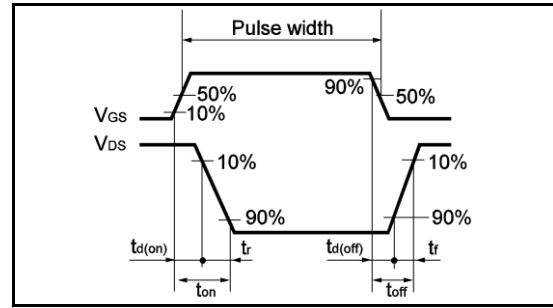 Pulse width
90%
50%
50%
VGS
10%
VDS
10%
10%
90%
90%
td(on)
tr
td(off)
tf
ton
toff